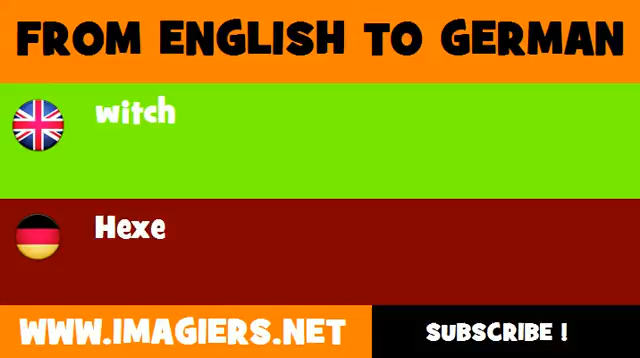 FROM ENGLISH TO GERMAN
witch
Hexe
WWW.IMAGIERS.NET
SUBSCRIBE !